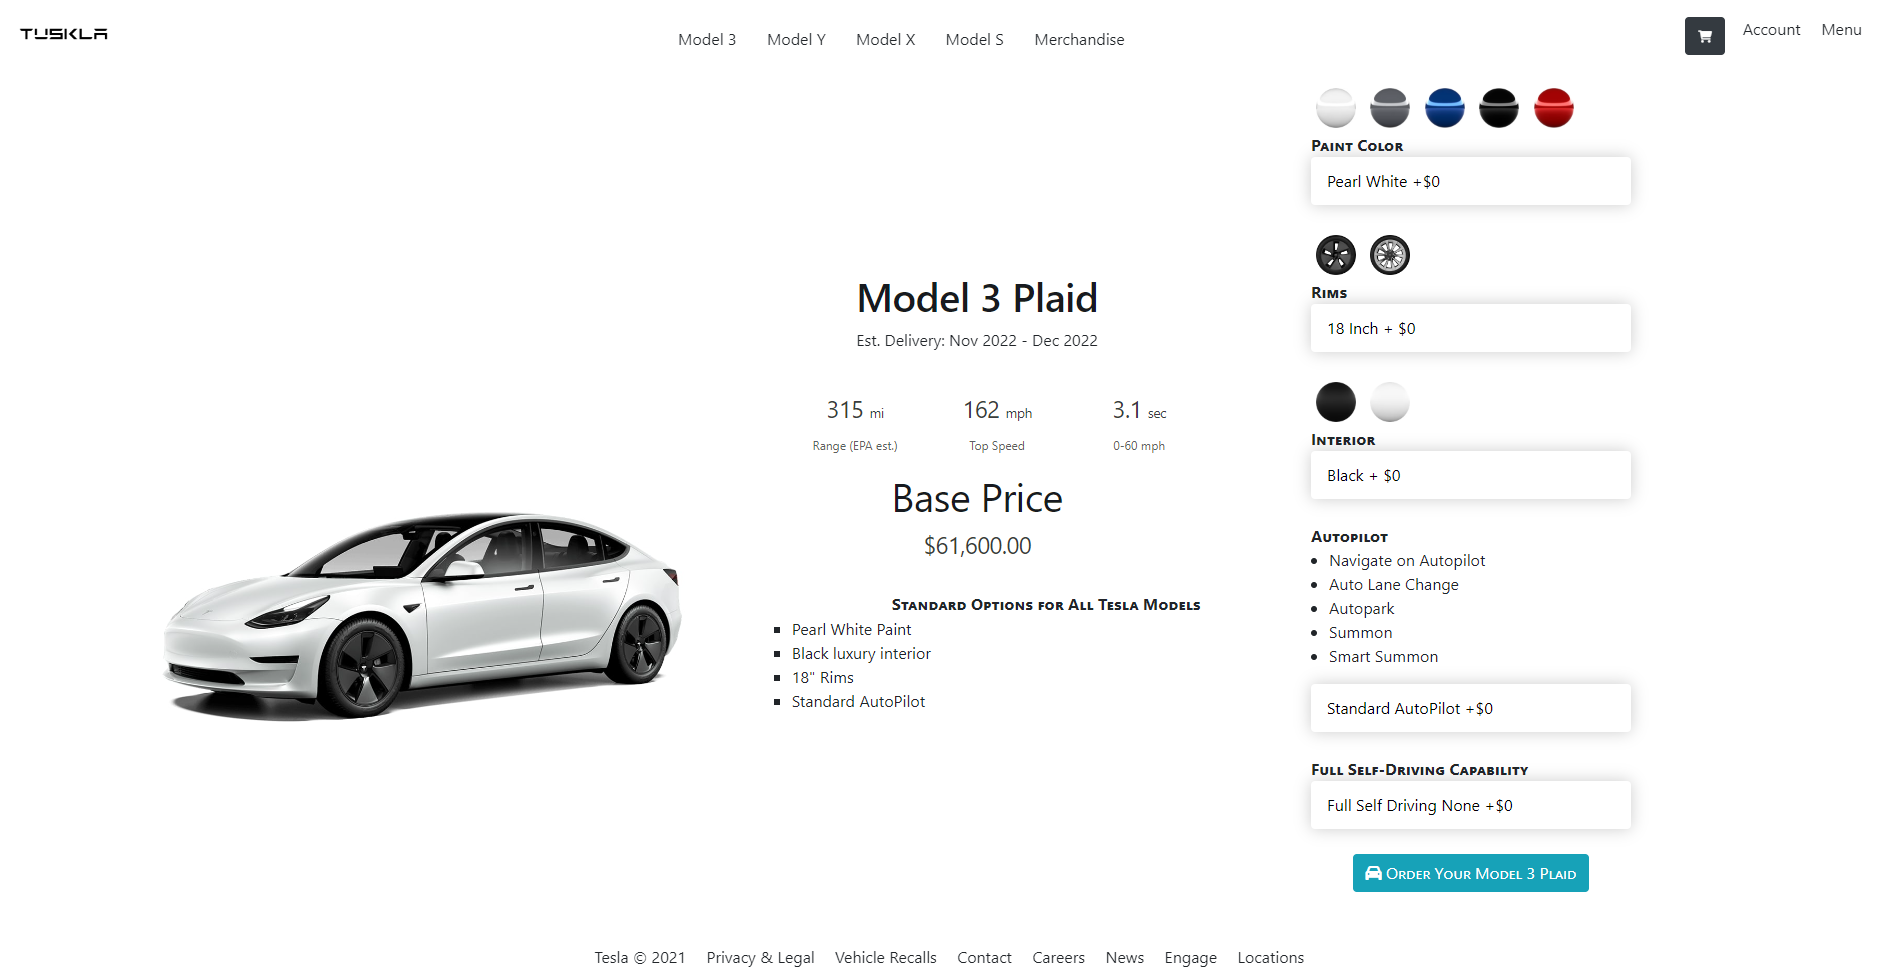 TUSKLA
Model 3 Model Y Model X Model S Merchandise
Account Menu
Model 3 Plaid
Est. Delivery: Nov 2022 - Dec 2022
315 mi 162 mph 3.1 sec
Range (EPA est.) Top Speed 0-60 mph
Base Price
$61,600.00
Standard Options for All Tesla Models
Pearl White Paint
Black luxury interior
18" Rims
Standard AutoPilot
Paint Color
Pearl White +$0
Rims
18 Inch + $0
Interior
Black + $0
Autopilot
Navigate on Autopilot
Auto Lane Change
Autopark
Summon
Smart Summon
Standard AutoPilot +$0
Full Self-Driving Capability
Full Self Driving None +$0
Order Your Model 3 Plaid
Tesla © 2021 Privacy & Legal Vehicle Recalls Contact Careers News Engage Locations